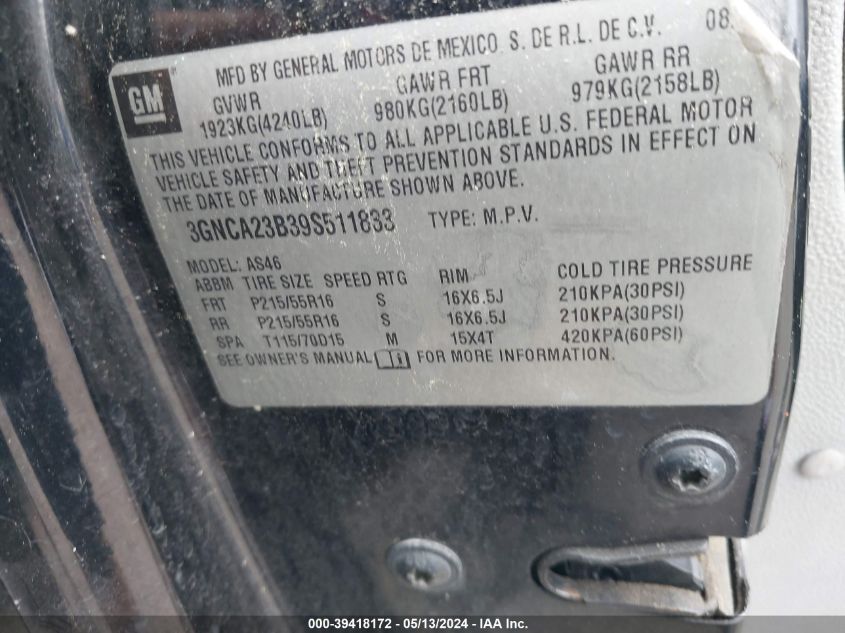 MFD BY GENERAL MOTORS DE MEXICO S. DE R.L. DE C.V. 08
GM
GVWR GAWR FRT GAWR RR
1923KG(4240LB) 980KG(2160LB) 979KG(2158LB)
THIS VEHICLE CONFORMS TO ALL APPLICABLE U.S. FEDERAL MOTOR
VEHICLE SAFETY AND THEFT PREVENTION STANDARDS IN EFFECT ON
THE DATE OF MANUFACTURE SHOWN ABOVE.
3GNCA23B39S511833 TYPE: M.P.V.
MODEL: AS46
ABBM TIRE SIZE SPEED RTG RIM COLD TIRE PRESSURE
FRT P215/55R16 S 16X6.5J 210KPA(30PSI)
RR P215/55R16 S 16X6.5J 210KPA(30PSI)
SPA T115/70D15 M 15X4T 420KPA(60PSI)
SEE OWNER'S MANUAL FOR MORE INFORMATION.
000-39418172 - 05/13/2024 - CSN - IAAI - COPYRIGHT IAA, INC.